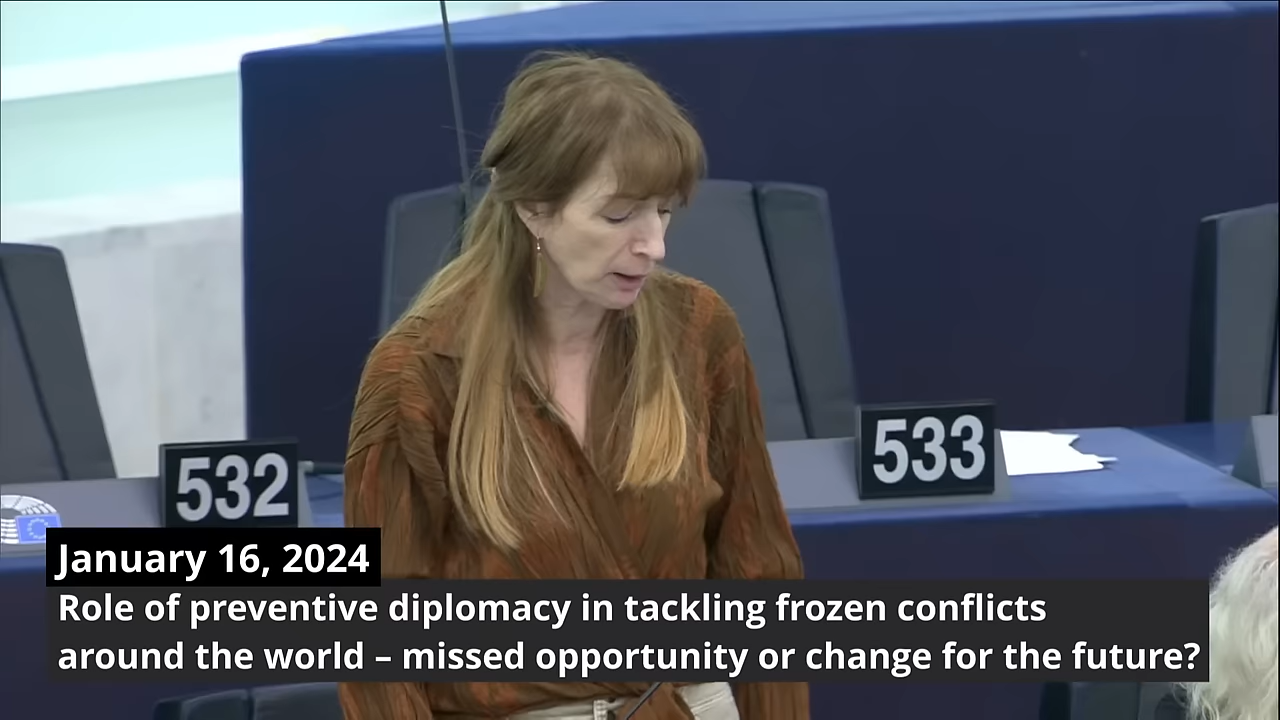 532
533
January 16, 2024
Role of preventive diplomacy in tackling frozen conflicts
around the world – missed opportunity or change for the future?